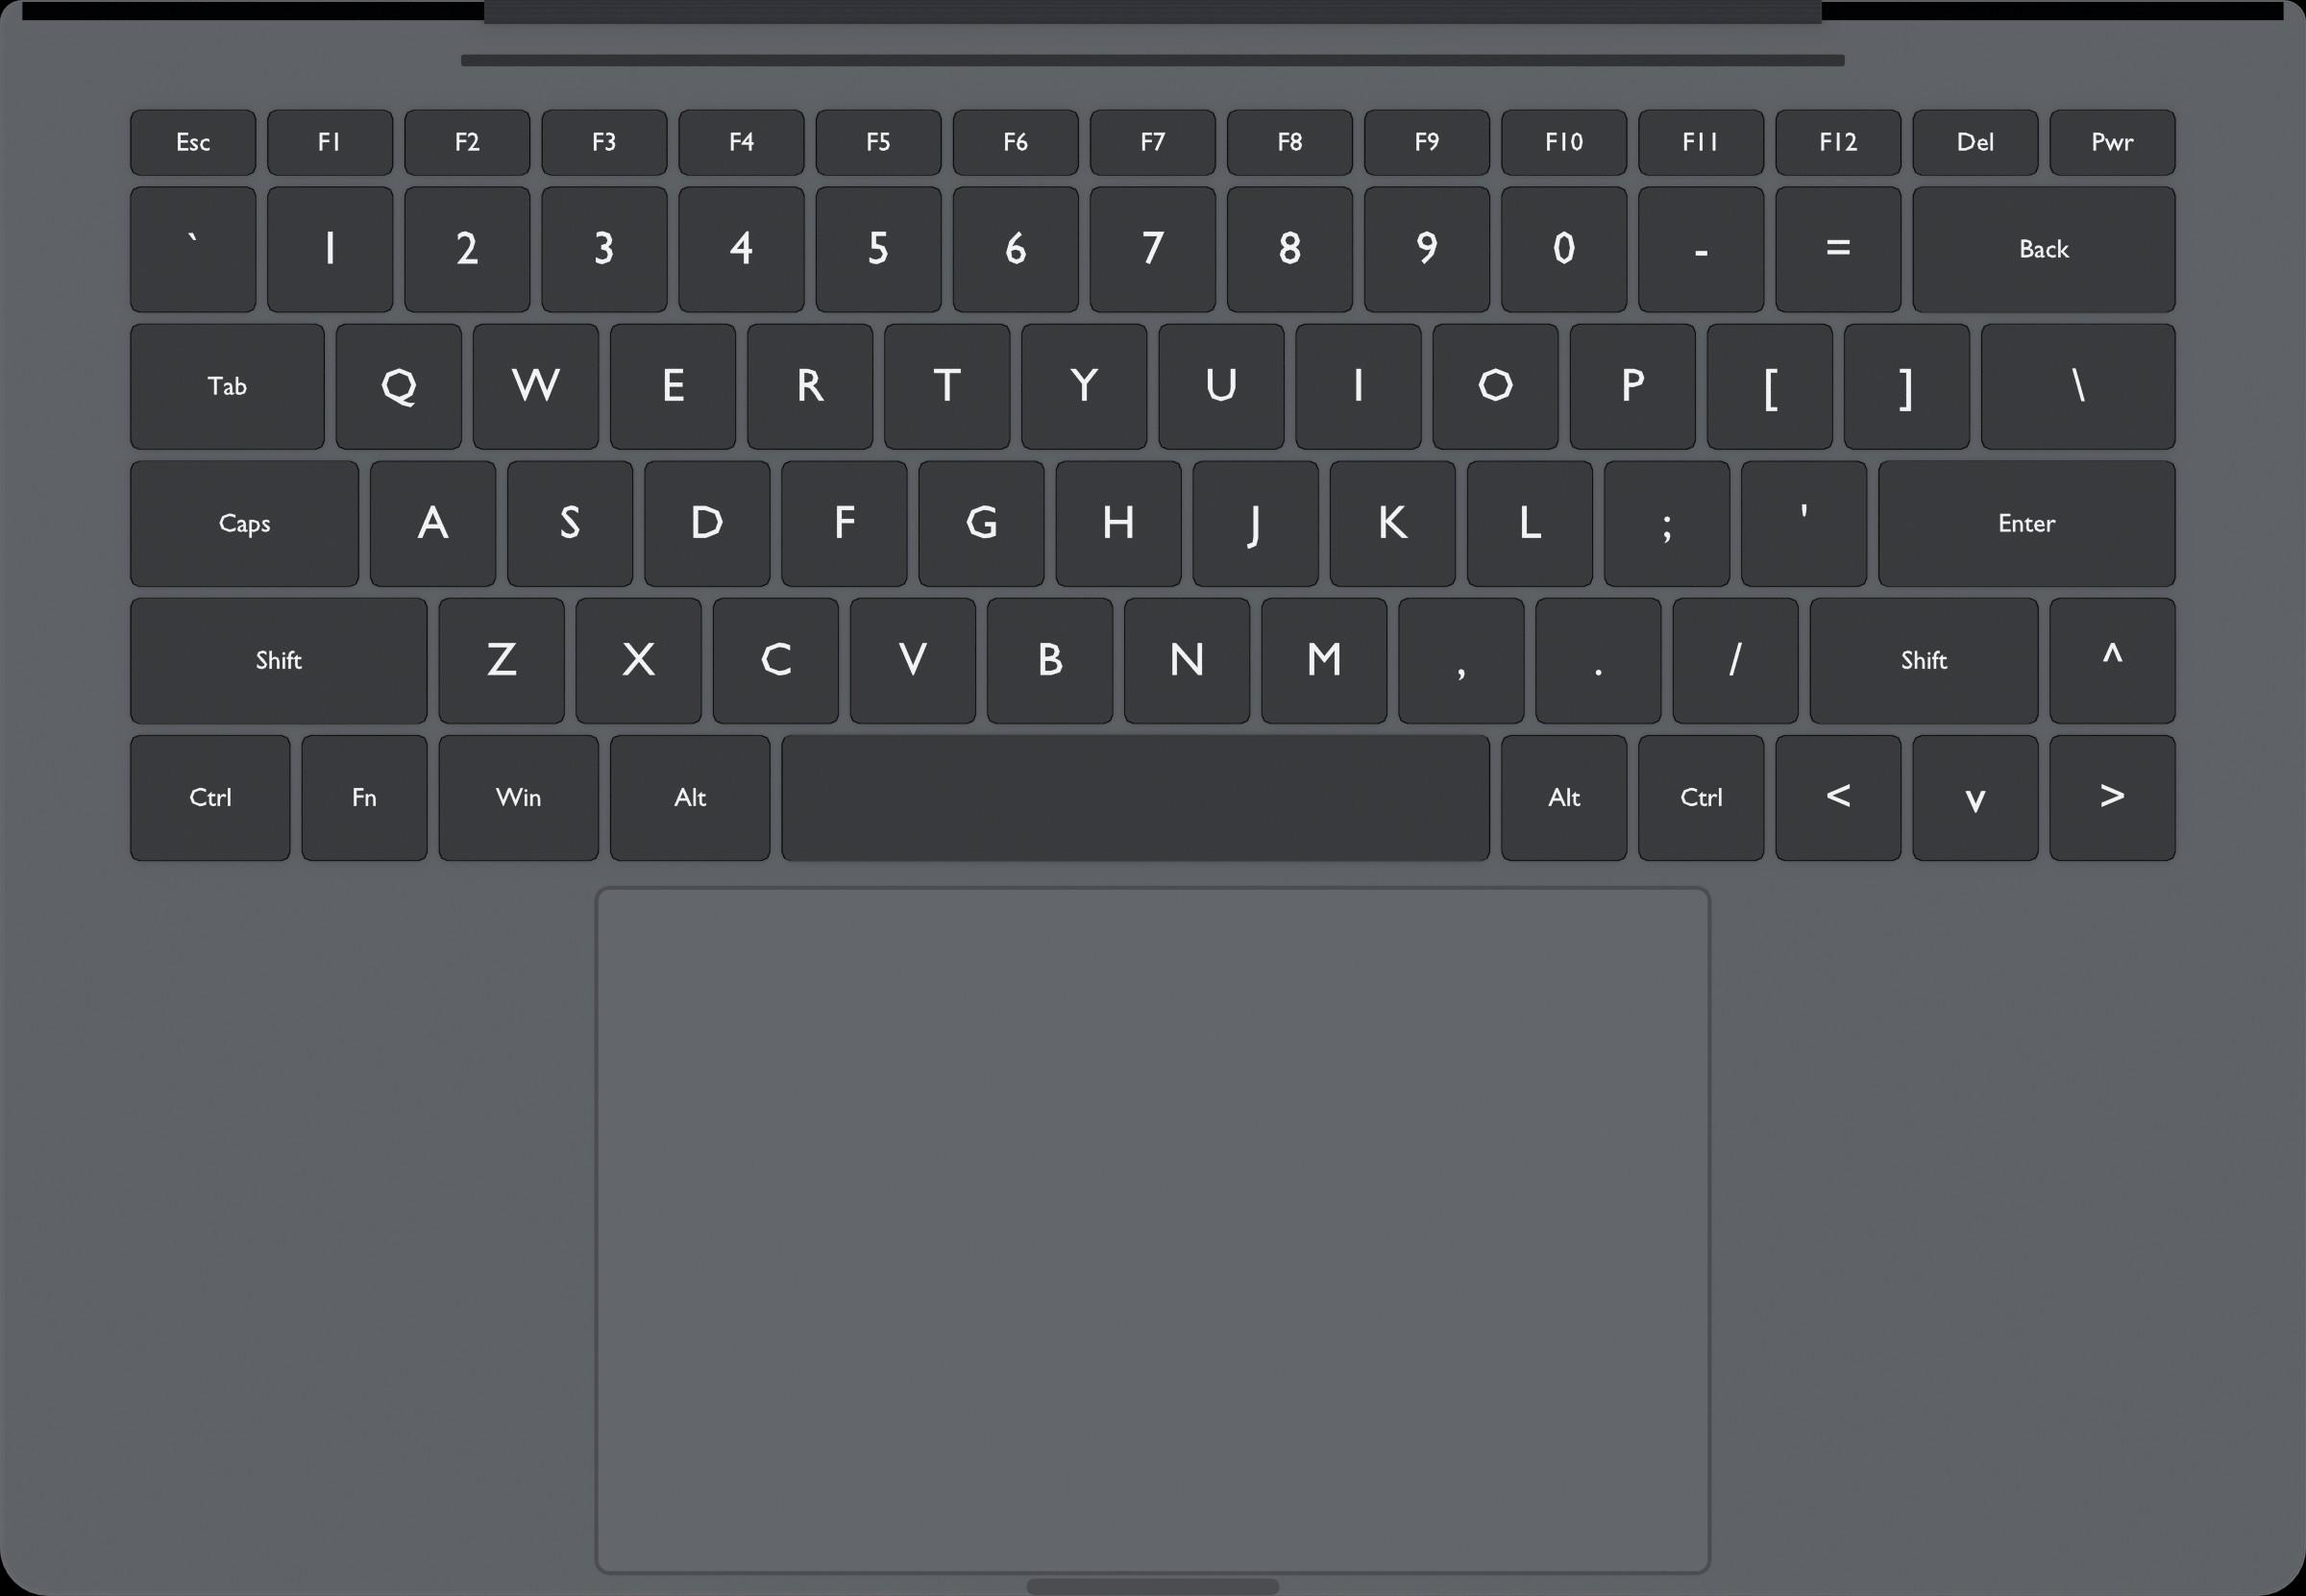 Esc F1 F2 F3 F4 F5 F6 F7 F8 F9 F10 F11 F12 Del Pwr
` 1 2 3 4 5 6 7 8 9 0 - = Back
Tab Q W E R T Y U I O P [ ] \
Caps A S D F G H J K L ; ' Enter
Shift Z X C V B N M , . / Shift ^
Ctrl Fn Win Alt Alt Ctrl < v >